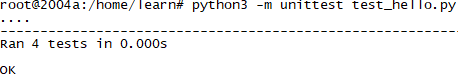 root@2004a:/home/learn# python3 -m unittest test_hello.py
....
----------------------------------------------------------------------
Ran 4 tests in 0.000s
OK